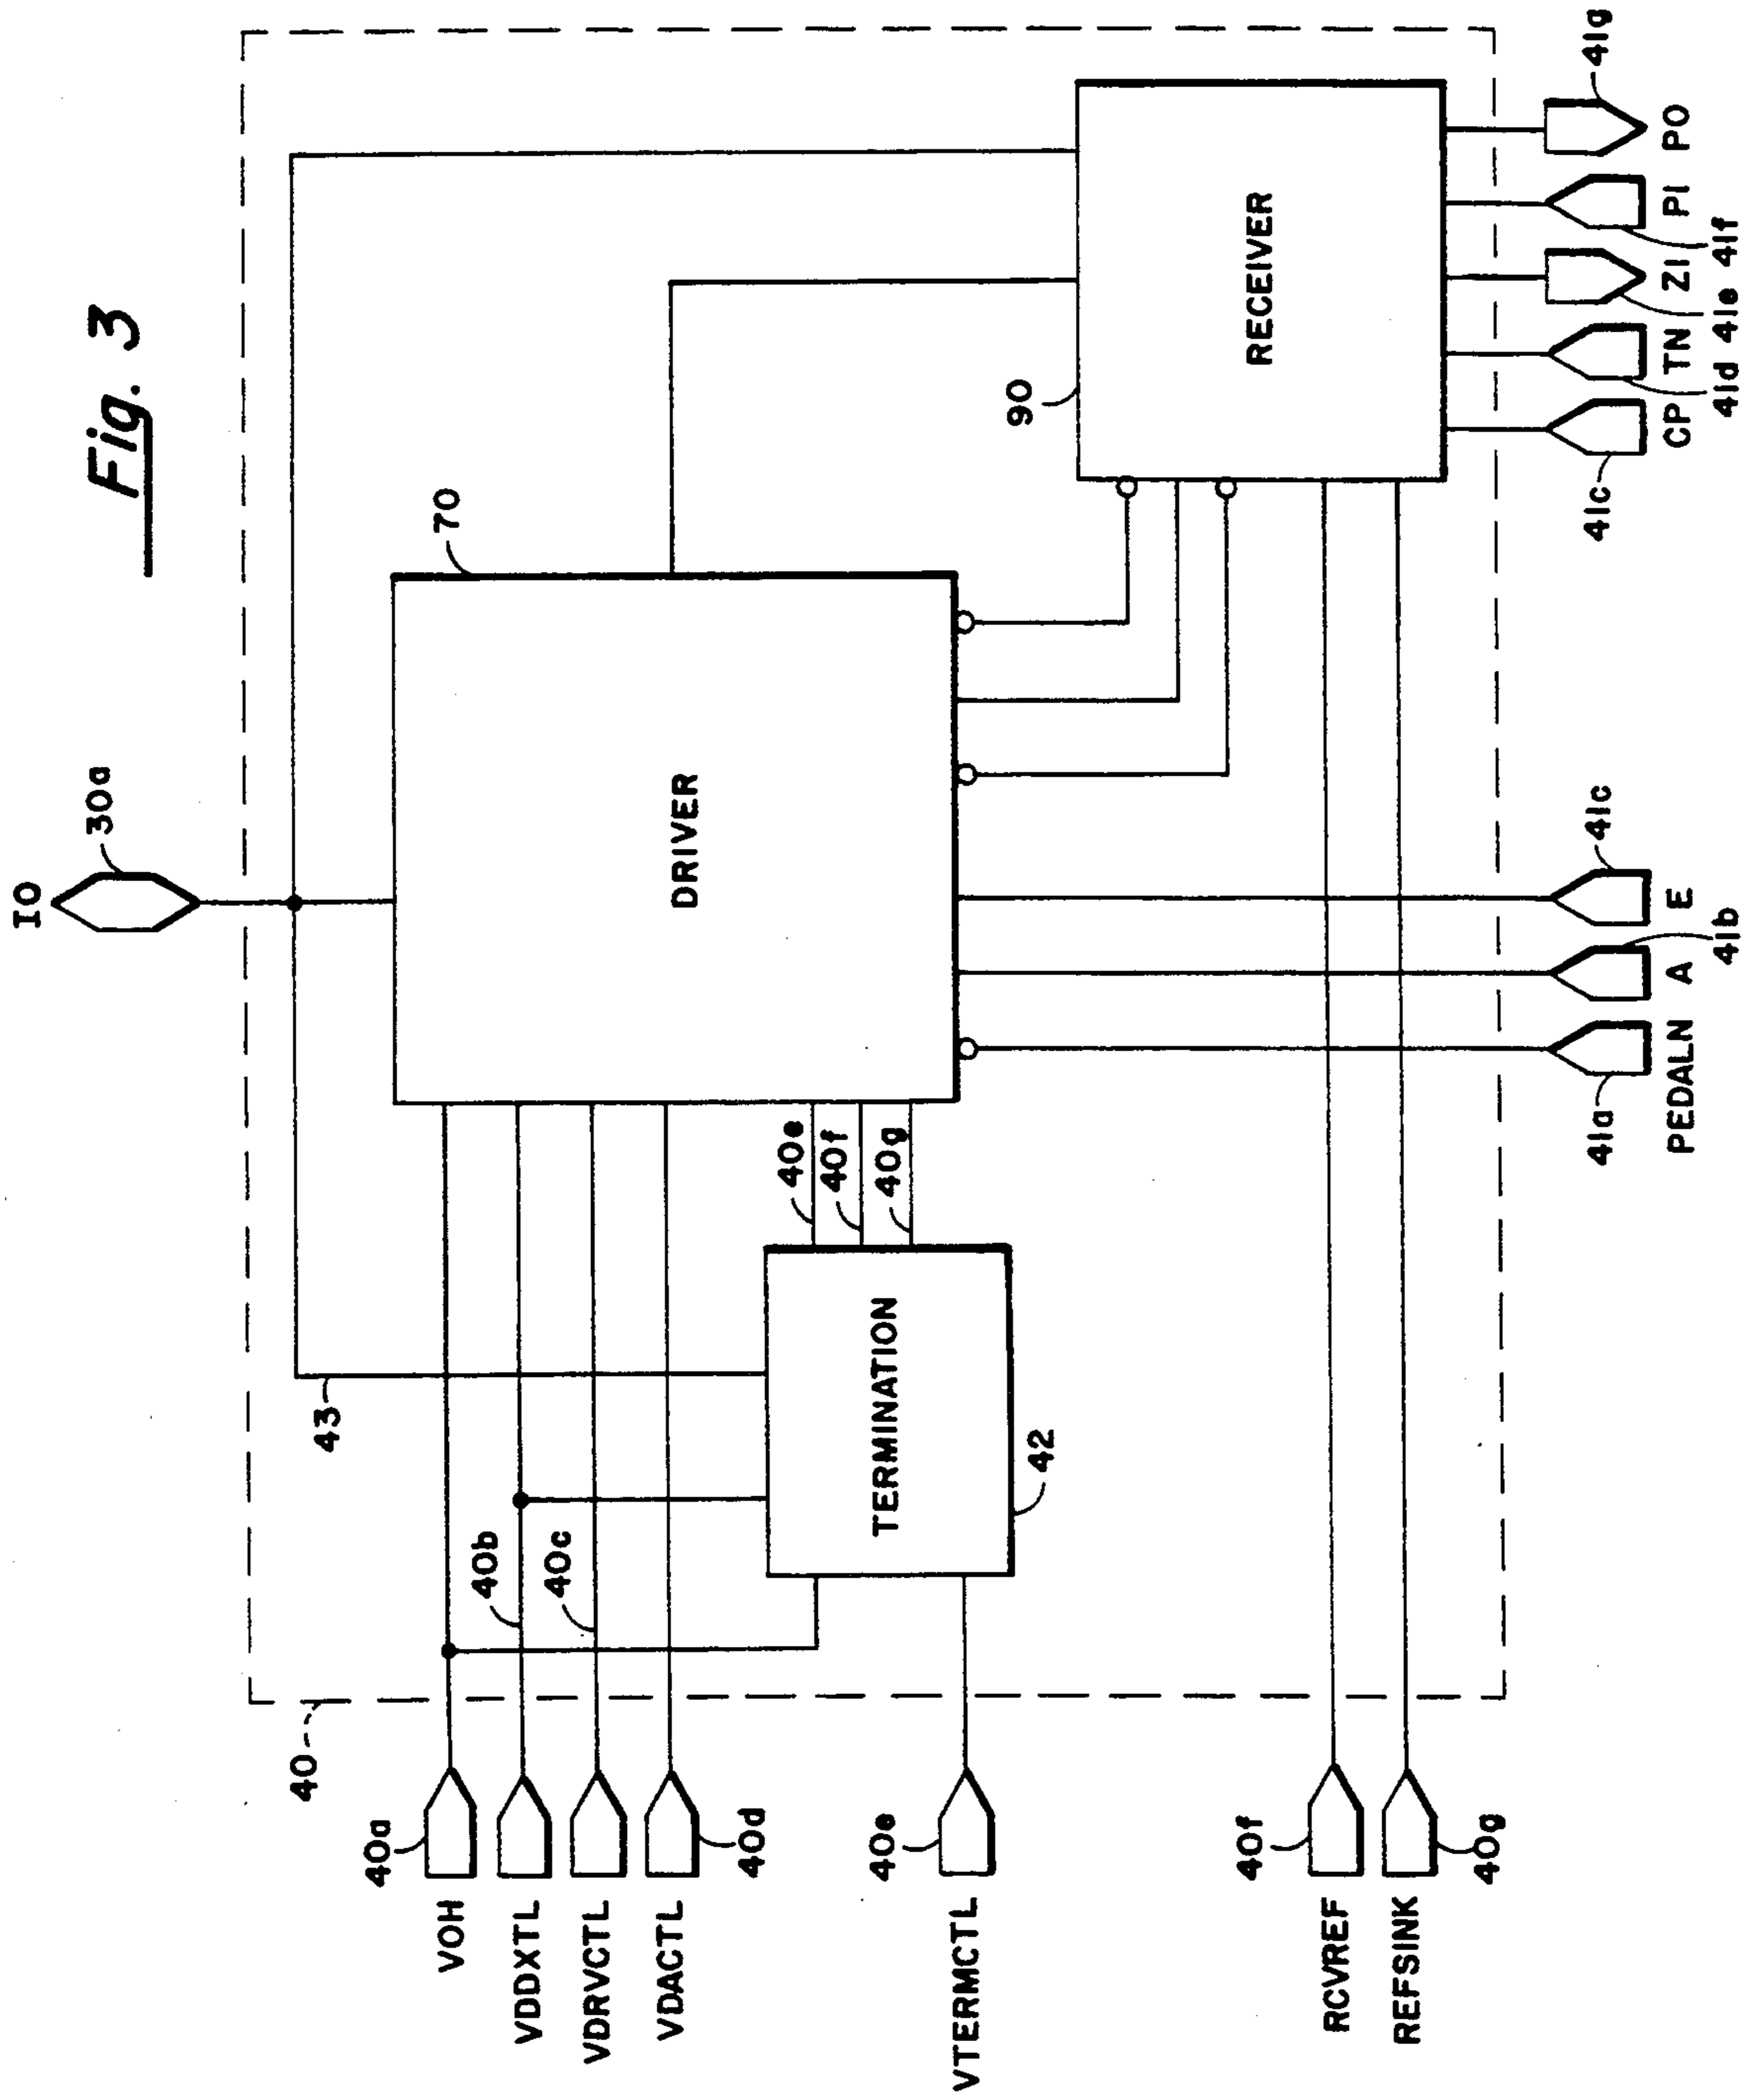 Fig. 3
IO
30a
70
DRIVER
90
RECEIVER
43
40
40a
VOH
40b
VDDXTL
40c
VDRVCTL
40d
VDACTL
40e
40f
40g
TERMINATION
42
40e
VTERMCTL
40f
RCVREF
40g
REFSINK
41a
PEDALN
A
41b
E
41c
41c
CP
TN
41d
ZI
41e
PI
41f
PO
41g